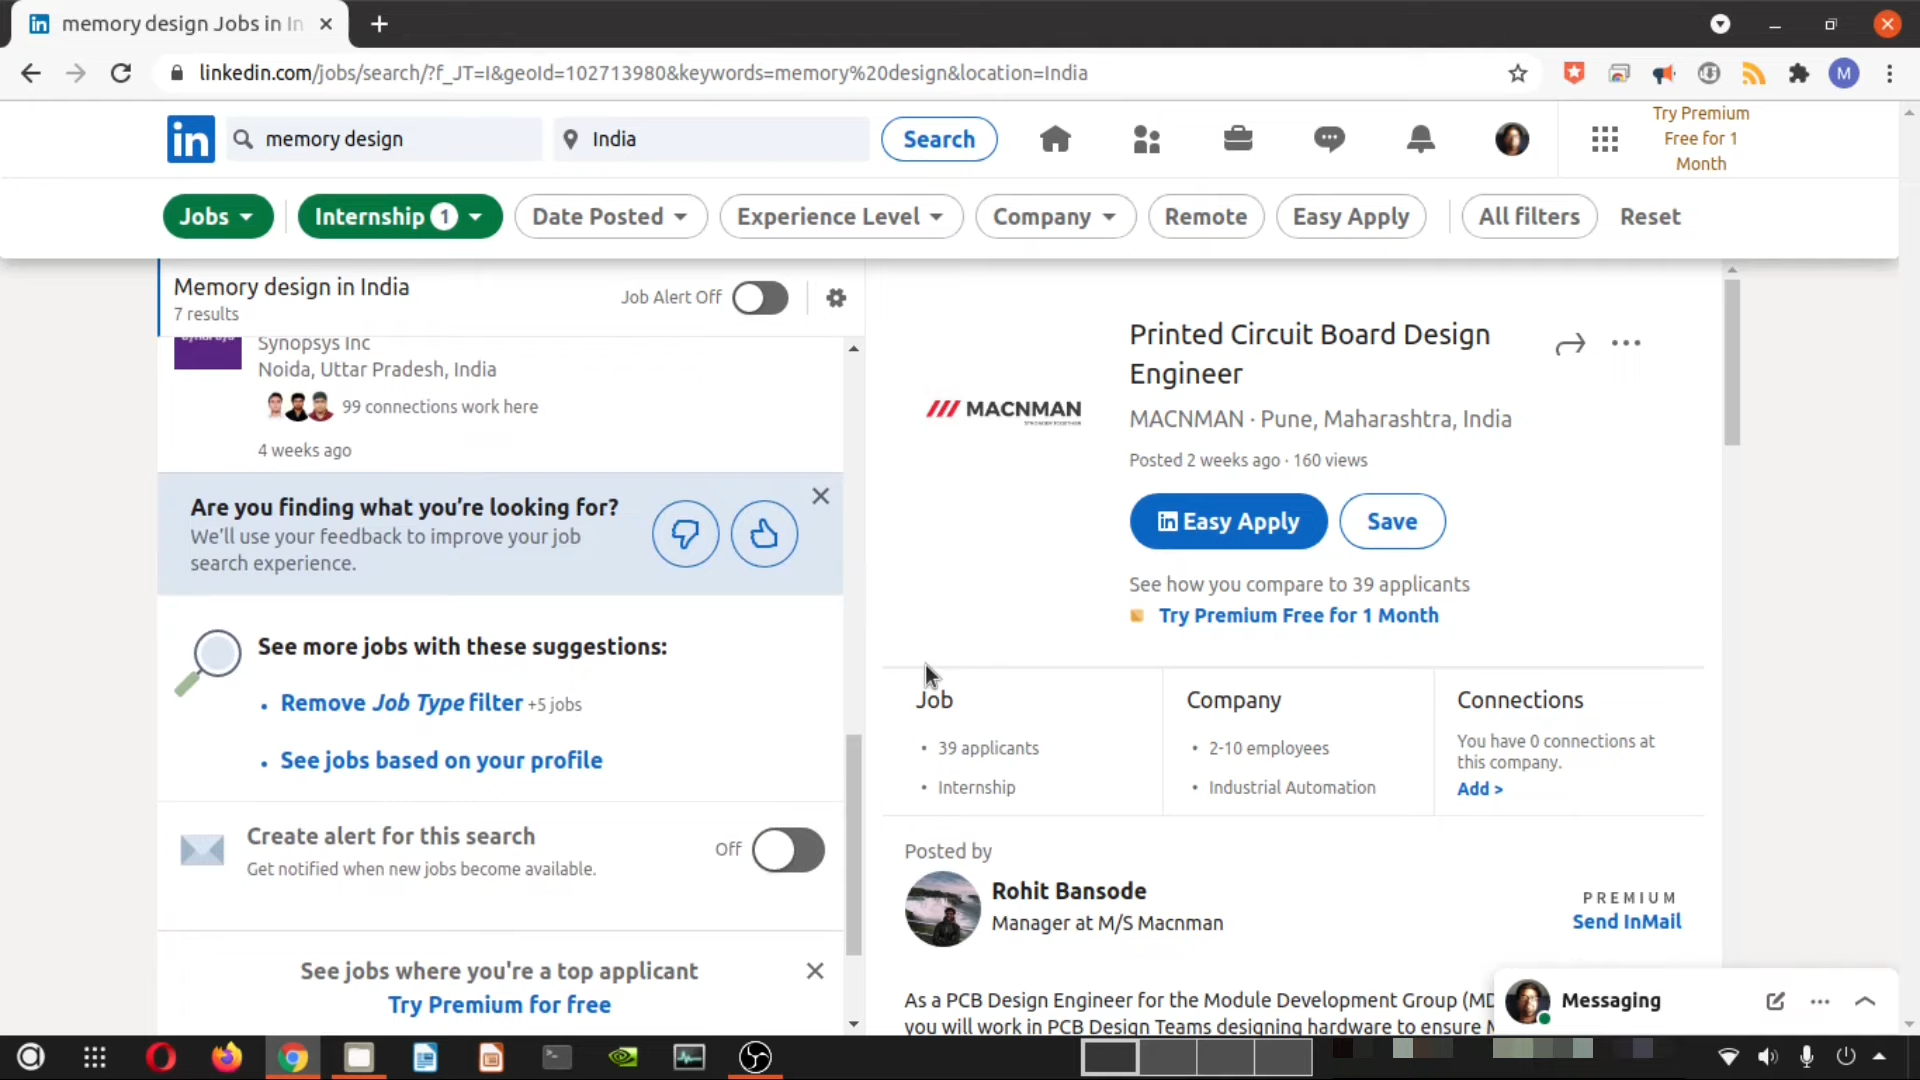 memory design Jobs in In
linkedin.com/jobs/search/?f_JT=I&geoId=102713980&keywords=memory%20design&location=India
M
in
memory design
India
Search
Try Premium
Free for 1
Month
Jobs
Internship 1
Date Posted
Experience Level
Company
Remote
Easy Apply
All filters
Reset
Memory design in India
7 results
Job Alert Off
Synopsys Inc
Noida, Uttar Pradesh, India
99 connections work here
4 weeks ago
Are you finding what you’re looking for?
We’ll use your feedback to improve your job
search experience.
See more jobs with these suggestions:
• Remove Job Type filter +5 jobs
• See jobs based on your profile
Create alert for this search
Get notified when new jobs become available.
Off
See jobs where you're a top applicant
Try Premium for free
MACNMAN
Printed Circuit Board Design
Engineer
MACNMAN · Pune, Maharashtra, India
Posted 2 weeks ago · 160 views
in Easy Apply
Save
See how you compare to 39 applicants
Try Premium Free for 1 Month
Job
• 39 applicants
• Internship
Company
• 2-10 employees
• Industrial Automation
Connections
You have 0 connections at
this company.
Add >
Posted by
Rohit Bansode
Manager at M/S Macnman
PREMIUM
Send InMail
As a PCB Design Engineer for the Module Development Group
you will work in PCB Design Teams designing hardware to ensure
Messaging